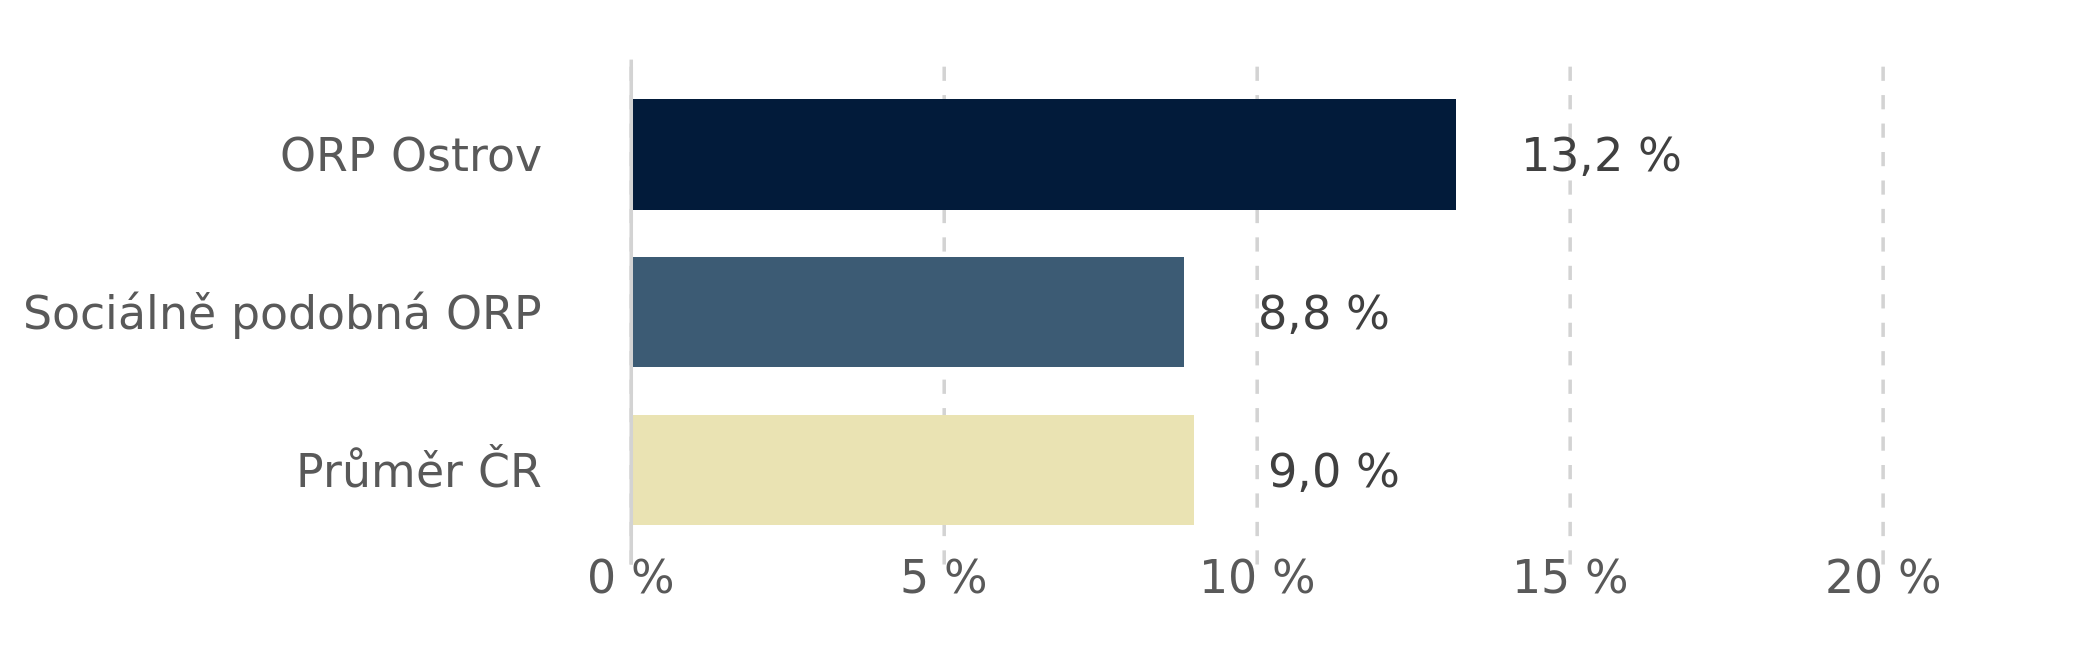 ORP Ostrov
13,2 %
Sociálně podobná ORP
8,8 %
Průměr ČR
9,0 %
0 %
5 %
10 %
15 %
20 %